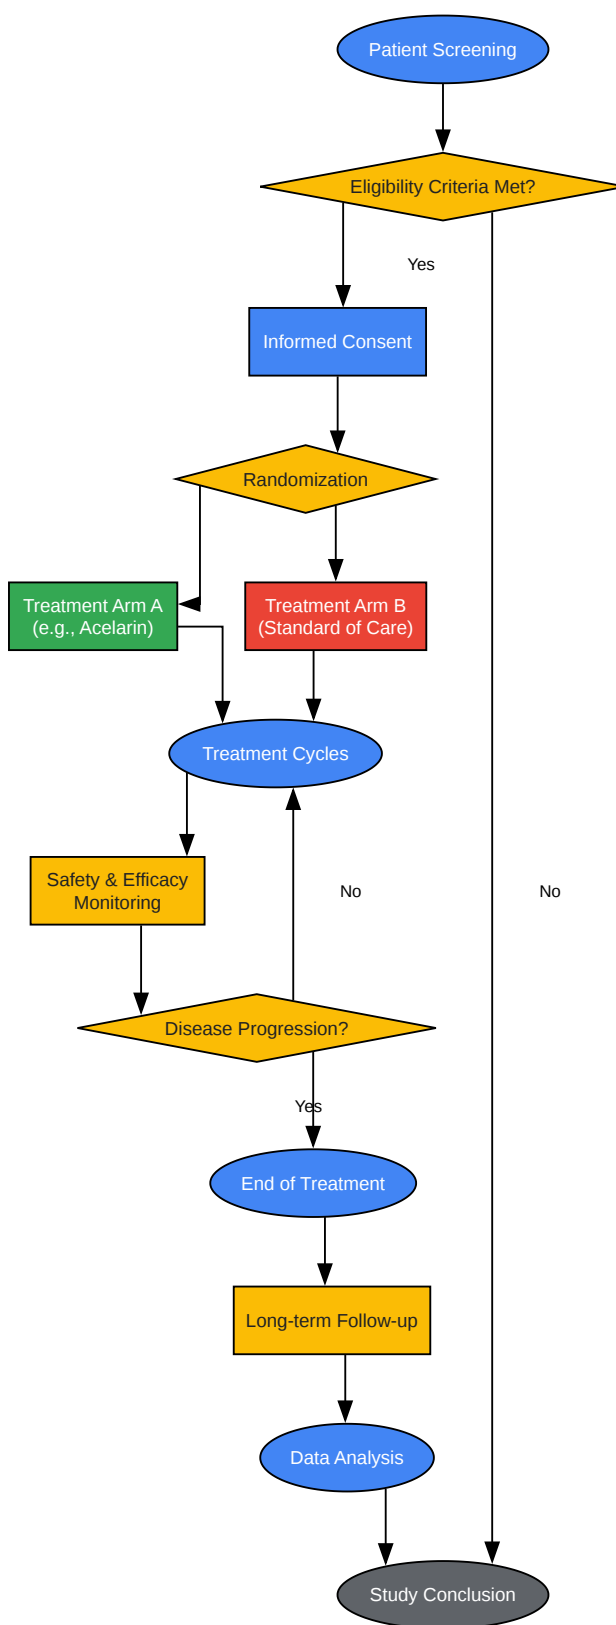 Patient Screening
Eligibility Criteria Met?
Yes
Informed Consent
Randomization
Treatment Arm A
(e.g., Acelarin)
Treatment Arm B
(Standard of Care)
Treatment Cycles
Safety & Efficacy
Monitoring
No
No
Disease Progression?
Yes
End of Treatment
Long-term Follow-up
Data Analysis
Study Conclusion